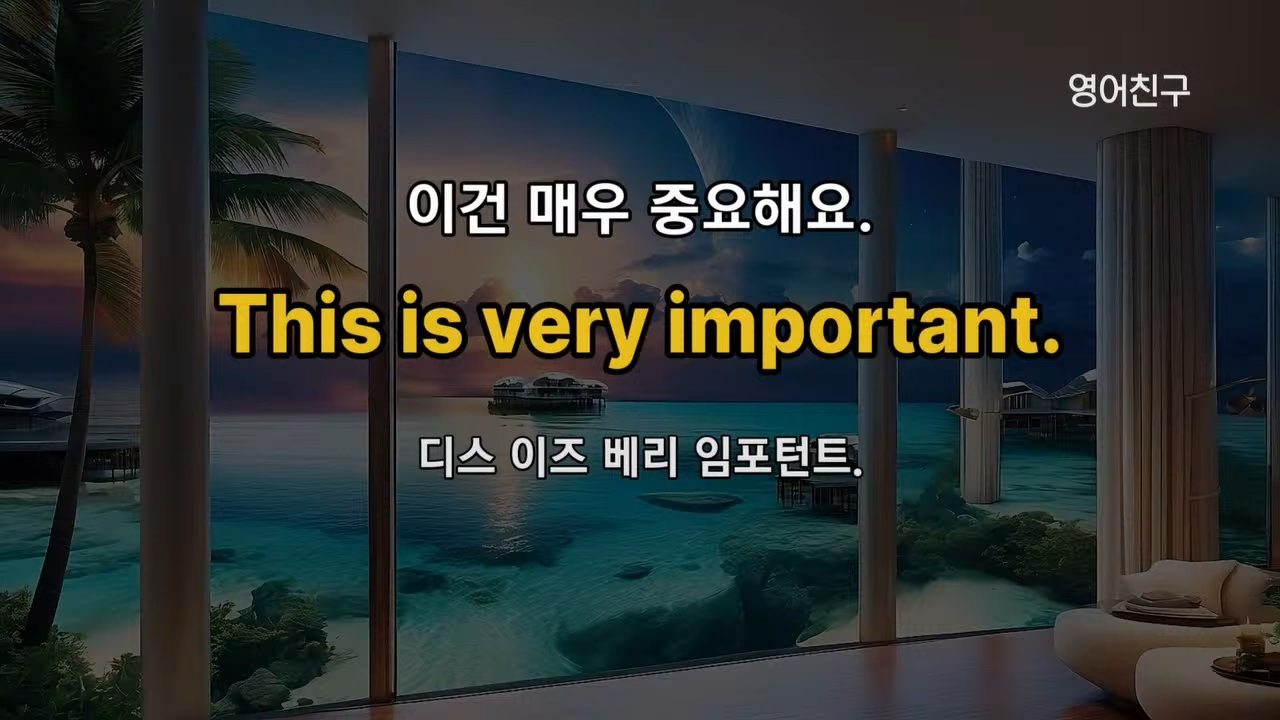 영어친구
이건 매우 중요해요.
This is very important.
디스 이즈 베리 임포턴트.